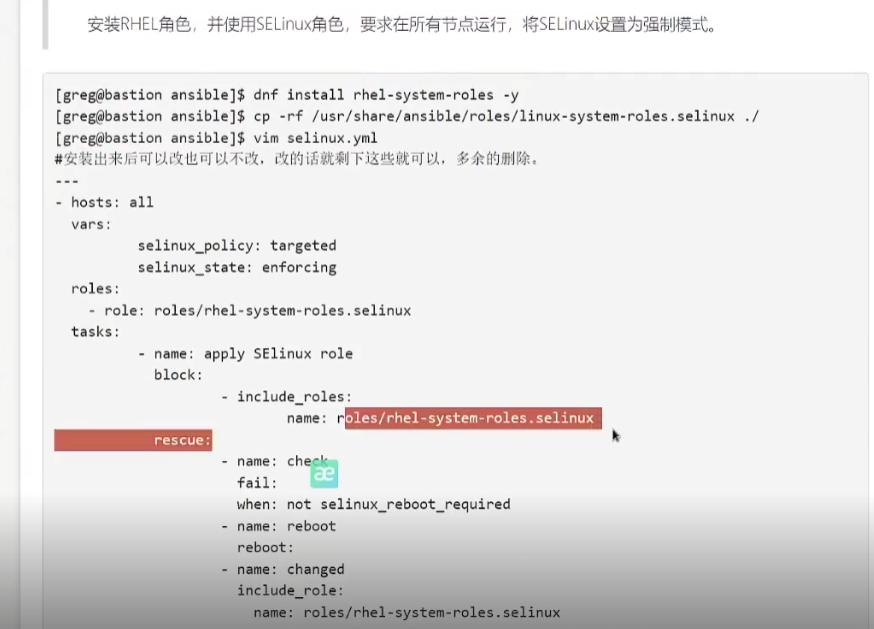 安装RHEL角色，并使用SELinux角色，要求在所有节点运行，将SELinux设置为强制模式。
[greg@bastion ansible]$ dnf install rhel-system-roles -y
[greg@bastion ansible]$ cp -rf /usr/share/ansible/roles/linux-system-roles.selinux ./
[greg@bastion ansible]$ vim selinux.yml
#安装出来后可以改也可以不改，改的话就剩下这些就可以，多余的删除。
---
- hosts: all
vars:
selinux_policy: targeted
selinux_state: enforcing
roles:
- role: roles/rhel-system-roles.selinux
tasks:
- name: apply SElinux role
block:
- include_roles:
name: roles/rhel-system-roles.selinux
rescue:
- name: check
fail:
when: not selinux_reboot_required
- name: reboot
reboot:
- name: changed
include_role:
name: roles/rhel-system-roles.selinux